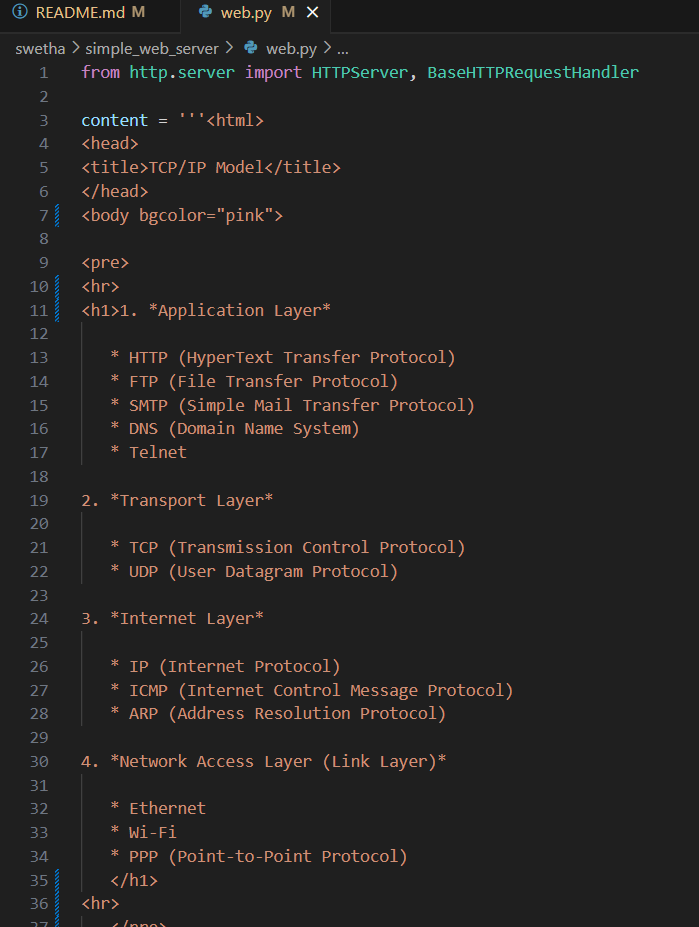 README.md M web.py M
swetha > simple_web_server > web.py > ...
1 from http.server import HTTPServer, BaseHTTPRequestHandler
2
3 content = '''<html>
4 <head>
5 <title>TCP/IP Model</title>
6 </head>
7 <body bgcolor="pink">
8
9 <pre>
10 <hr>
11 <h1>1. *Application Layer*
12
13 * HTTP (HyperText Transfer Protocol)
14 * FTP (File Transfer Protocol)
15 * SMTP (Simple Mail Transfer Protocol)
16 * DNS (Domain Name System)
17 * Telnet
18
19 2. *Transport Layer*
20
21 * TCP (Transmission Control Protocol)
22 * UDP (User Datagram Protocol)
23
24 3. *Internet Layer*
25
26 * IP (Internet Protocol)
27 * ICMP (Internet Control Message Protocol)
28 * ARP (Address Resolution Protocol)
29
30 4. *Network Access Layer (Link Layer)*
31
32 * Ethernet
33 * Wi-Fi
34 * PPP (Point-to-Point Protocol)
35 </h1>
36 <hr>
37 </pre>